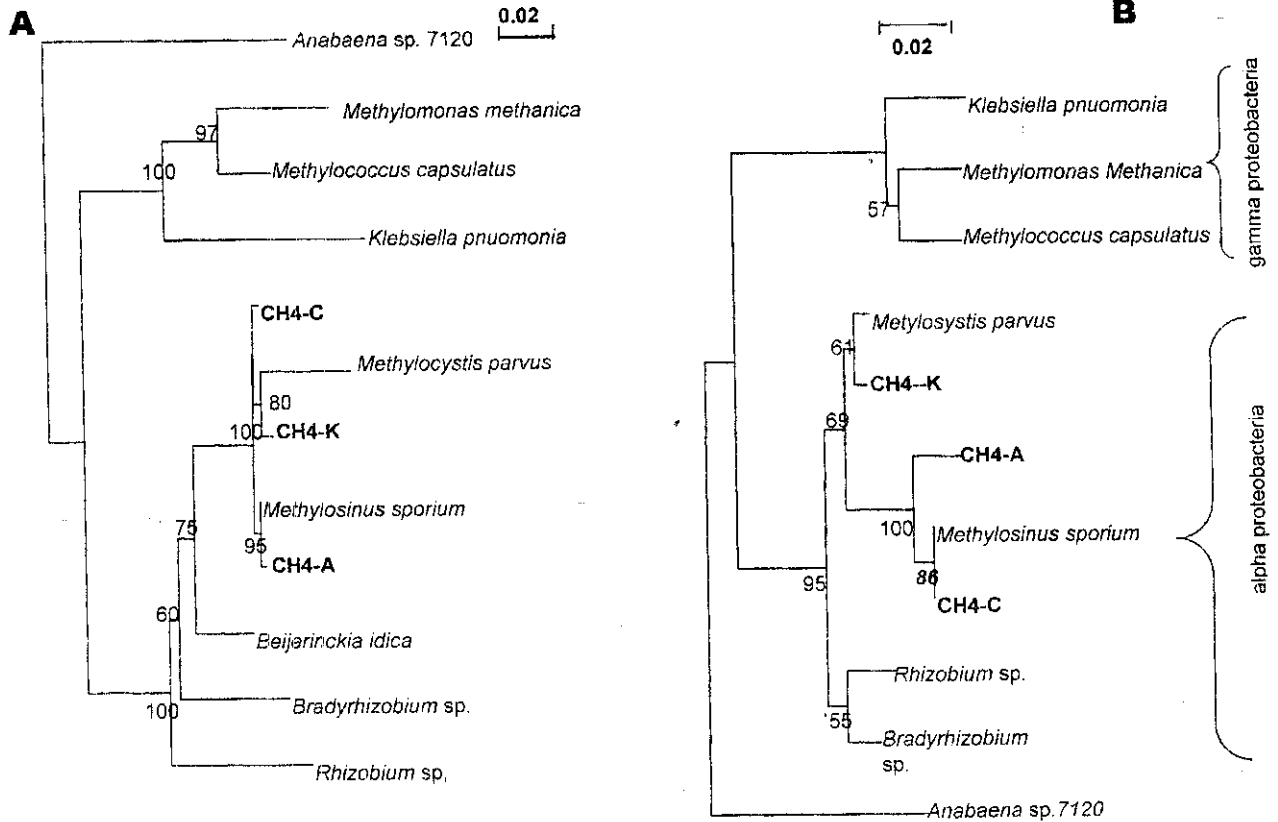 A
0.02
Anabaena sp. 7120
Methylomonas methanica
97
Methylococcus capsulatus
100
Klebsiella pnuomonia
CH4-C
Methylocystis parvus
80
100
CH4-K
Methylosinus sporium
75
95
CH4-A
60
Beijerinckia idica
Bradyrhizobium sp.
100
Rhizobium sp.
B
0.02
Klebsiella pnuomonia
Methylomonas Methanica
57
Methylococcus capsulatus
gamma proteobacteria
Metylosystis parvus
61
CH4--K
69
CH4-A
100
Methylosinus sporium
86
95
CH4-C
alpha proteobacteria
Rhizobium sp.
55
Bradyrhizobium
sp.
Anabaena sp.7120